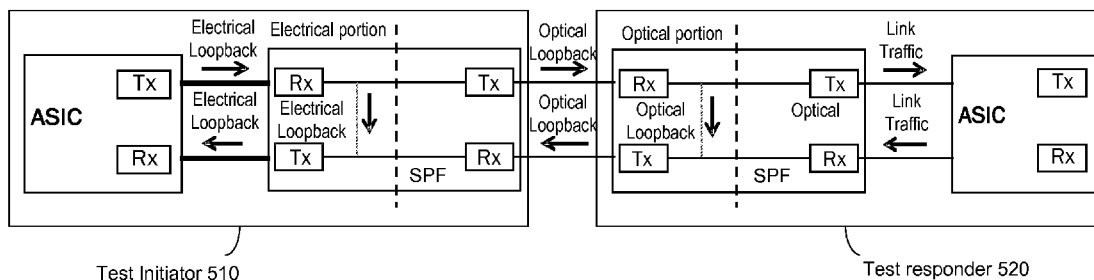 Electrical
Loopback
Electrical portion
Optical
Loopback
Optical portion
Link
Traffic
ASIC
Tx
Rx
Electrical
Loopback
Rx
Tx
Electrical
Loopback
Tx
Rx
SPF
Optical
Loopback
Rx
Tx
Optical
Loopback
Tx
Optical
Rx
SPF
Link
Traffic
ASIC
Tx
Rx
Test Initiator 510
Test responder 520